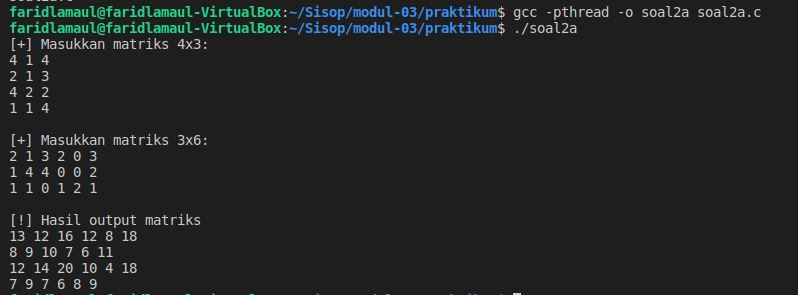 faridlamaul@faridlamaul-VirtualBox:~/Sisop/modul-03/praktikum$ gcc -pthread -o soal2a soal2a.c
faridlamaul@faridlamaul-VirtualBox:~/Sisop/modul-03/praktikum$ ./soal2a
[+] Masukkan matriks 4x3:
4 1 4
2 1 3
4 2 2
1 1 4
[+] Masukkan matriks 3x6:
2 1 3 2 0 3
1 4 4 0 0 2
1 1 0 1 2 1
[!] Hasil output matriks
13 12 16 12 8 18
8 9 10 7 6 11
12 14 20 10 4 18
7 9 7 6 8 9